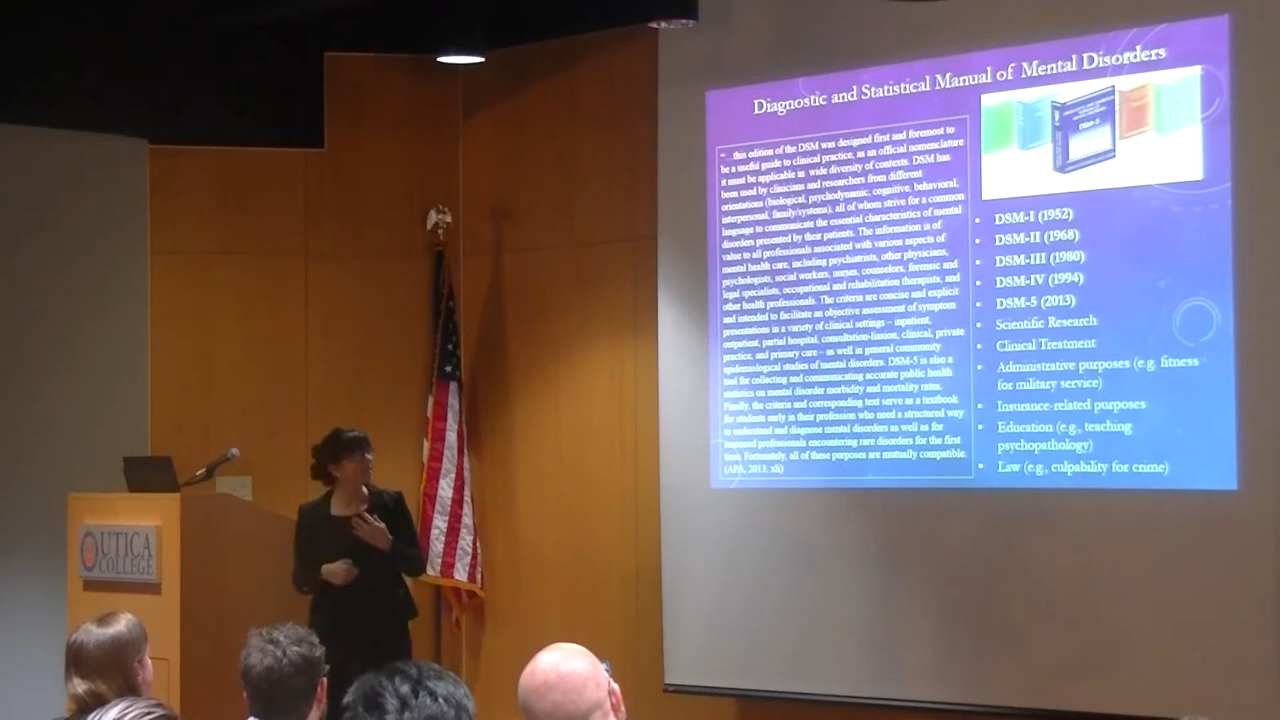 Diagnostic and Statistical Manual of Mental Disorders
"...this edition of the DSM was designed first and foremost to
be a useful guide to clinical practice, as an official nomenclature
it must be applicable in wide diversity of contexts. DSM has
been used by clinicians and researchers from different
orientations (biological, psychodynamic, cognitive, behavioral,
interpersonal, family/systems), all of whom strive for a common
language to communicate the essential characteristics of mental
disorders presented by their patients. The information is of
value to all professionals associated with various aspects of
mental health care, including psychiatrists, other physicians,
psychologists, social workers, nurses, counselors, forensic and
legal specialists, occupational and rehabilitation therapists, and
other health professionals. The criteria are concise and explicit
and intended to facilitate an objective assessment of symptom
presentations in a variety of clinical settings – inpatient,
outpatient, partial hospital, consultation-liasion, clinical, private
practice, and primary care – as well in general community
epidemiological studies of mental disorders. DSM-5 is also a
tool for collecting and communicating accurate public health
statistics on mental disorder morbidity and mortality rates.
Finally, the criteria and corresponding text serve as a textbook
for students early in their profession who need a structured way
to understand and diagnose mental disorders as well as for
seasoned professionals encountering rare disorders for the first
time. Fortunately, all of these purposes are mutually compatible.
(APA, 2013, xli)
DSM-5
• DSM-I (1952)
• DSM-II (1968)
• DSM-III (1980)
• DSM-IV (1994)
• DSM-5 (2013)
• Scientific Research
• Clinical Treatment
• Administrative purposes (e.g. fitness
for military service)
• Insurance-related purposes
• Education (e.g., teaching
psychopathology)
• Law (e.g., culpability for crime)
UTICA
COLLEGE